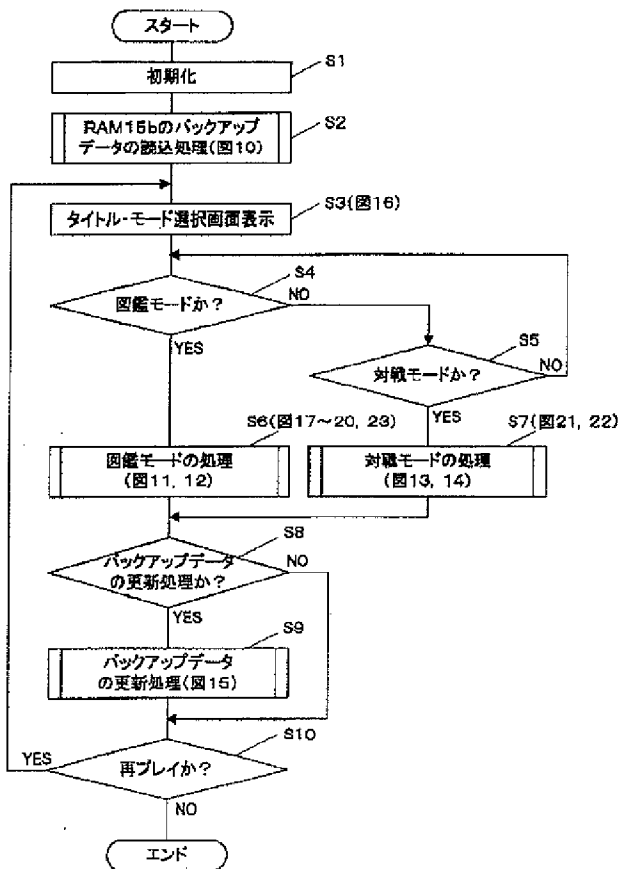 スタート
初期化
S1
RAM15bのバックアップ
データの読込処理(図10)
S2
タイトル・モード選択画面表示
S3(図16)
図鑑モードか？
S4
NO
YES
対戦モードか？
S5
NO
YES
S6(図17～20, 23)
図鑑モードの処理
(図11, 12)
S7(図21, 22)
対戦モードの処理
(図13, 14)
S8
バックアップデータ
の更新処理か？
NO
YES
S9
バックアップデータ
の更新処理(図15)
S10
再プレイか？
YES
NO
エンド